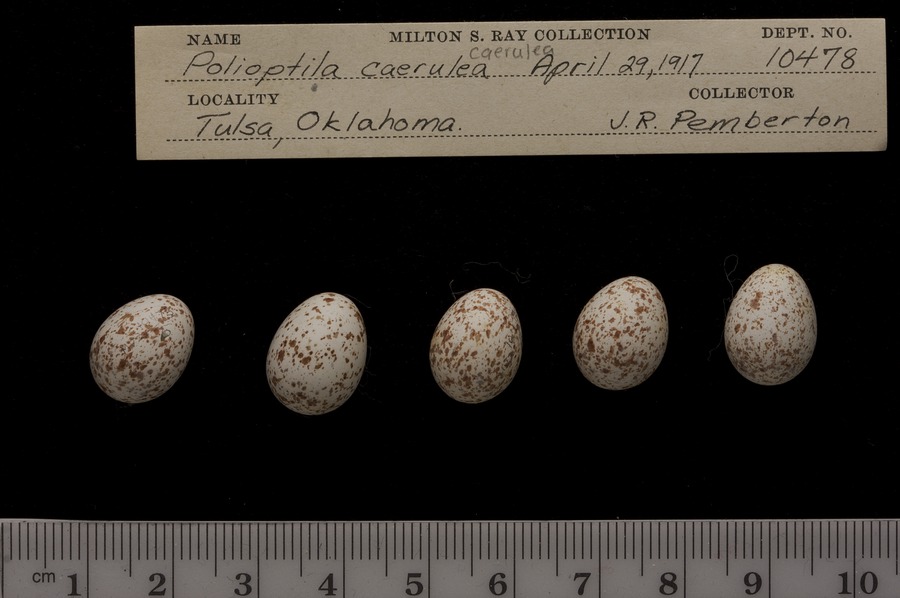 NAME MILTON S. RAY COLLECTION DEPT. NO.
caerulea
Polioptila caerulea April 29, 1917 10478
LOCALITY COLLECTOR
Tulsa, Oklahoma. J.R. Pemberton
cm 1 2 3 4 5 6 7 8 9 10